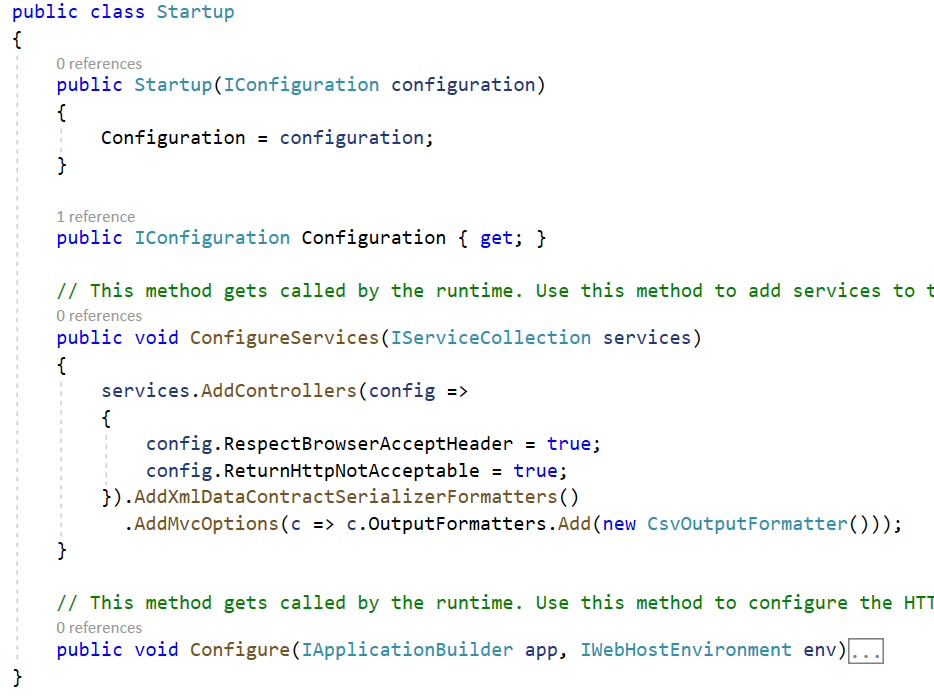 public class Startup
{
0 references
public Startup(IConfiguration configuration)
{
Configuration = configuration;
}
1 reference
public IConfiguration Configuration { get; }
// This method gets called by the runtime. Use this method to add services to t
0 references
public void ConfigureServices(IServiceCollection services)
{
services.AddControllers(config =>
{
config.RespectBrowserAcceptHeader = true;
config.ReturnHttpNotAcceptable = true;
}).AddXmlDataContractSerializerFormatters()
.AddMvcOptions(c => c.OutputFormatters.Add(new CsvOutputFormatter()));
}
// This method gets called by the runtime. Use this method to configure the HTT
0 references
public void Configure(IApplicationBuilder app, IWebHostEnvironment env)...
}